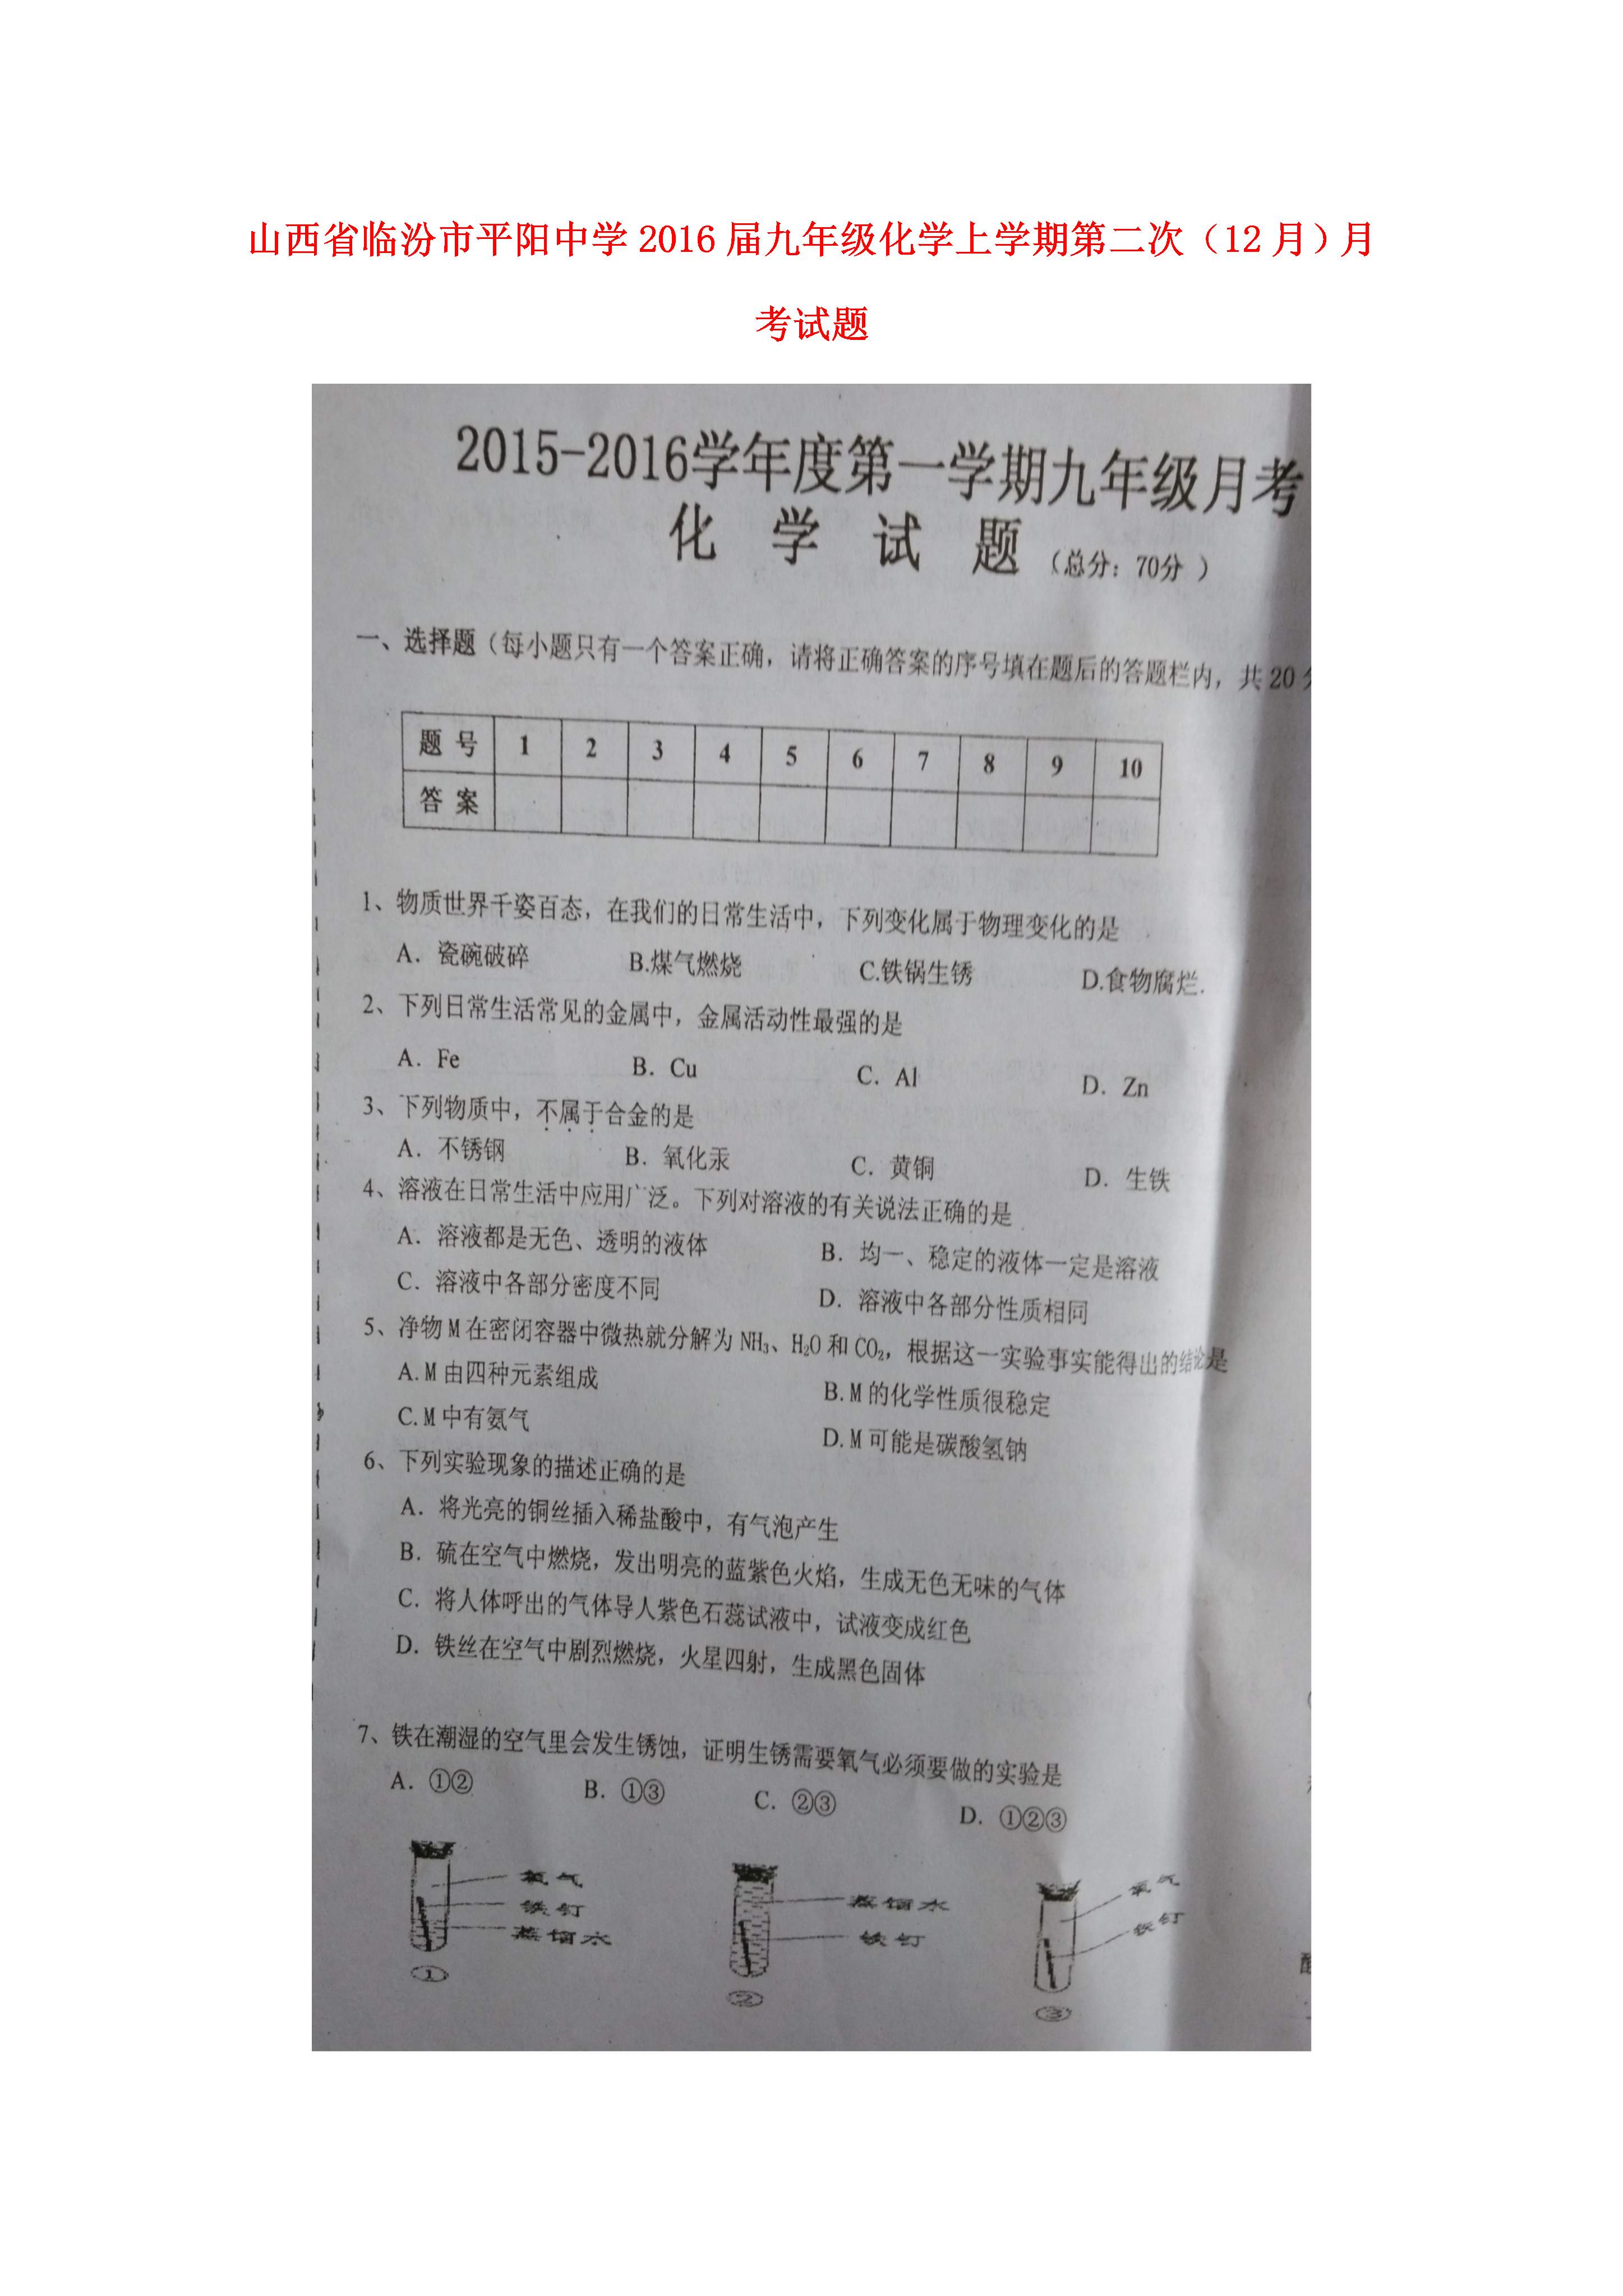 山西省临汾市平阳中学 2016 届九年级化学上学期第二次（12 月）月
考试题
2015-2016学年度第一学期九年级月考
化 学 试 题（总分：70分 ）
一、选择题（每小题只有一个答案正确，请将正确答案的序号填在题后的答题栏内，共 20
题 号 1 2 3 4 5 6 7 8 9 10
答 案
1、物质世界千姿百态，在我们的日常生活中，下列变化属于物理变化的是
A．瓷碗破碎 B.煤气燃烧 C.铁锅生锈 D.食物腐烂.
2、下列日常生活常见的金属中，金属活动性最强的是
A．Fe B．Cu C．Al D．Zn
3、下列物质中，不属于合金的是
A．不锈钢 B．氧化汞 C．黄铜 D．生铁
4、溶液在日常生活中应用广泛。下列对溶液的有关说法正确的是
A．溶液都是无色、透明的液体 B．均一、稳定的液体一定是溶液
C．溶液中各部分密度不同 D．溶液中各部分性质相同
5、净物 M 在密闭容器中微热就分解为 NH₃、H₂O 和 CO₂，根据这一实验事实能得出的结论是
A.M 由四种元素组成 B.M 的化学性质很稳定
C.M 中有氨气 D.M 可能是碳酸氢钠
6、下列实验现象的描述正确的是
A．将光亮的铜丝插入稀盐酸中，有气泡产生
B．硫在空气中燃烧，发出明亮的蓝紫色火焰，生成无色无味的气体
C．将人体呼出的气体导人紫色石蕊试液中，试液变成红色
D．铁丝在空气中剧烈燃烧，火星四射，生成黑色固体
7、铁在潮湿的空气里会发生锈蚀，证明生锈需要氧气必须要做的实验是
A．①② B．①③ C．②③ D．①②③
氧气
铁钉
蒸馏水
①
蒸馏水
铁钉
②
氧气
铁钉
③